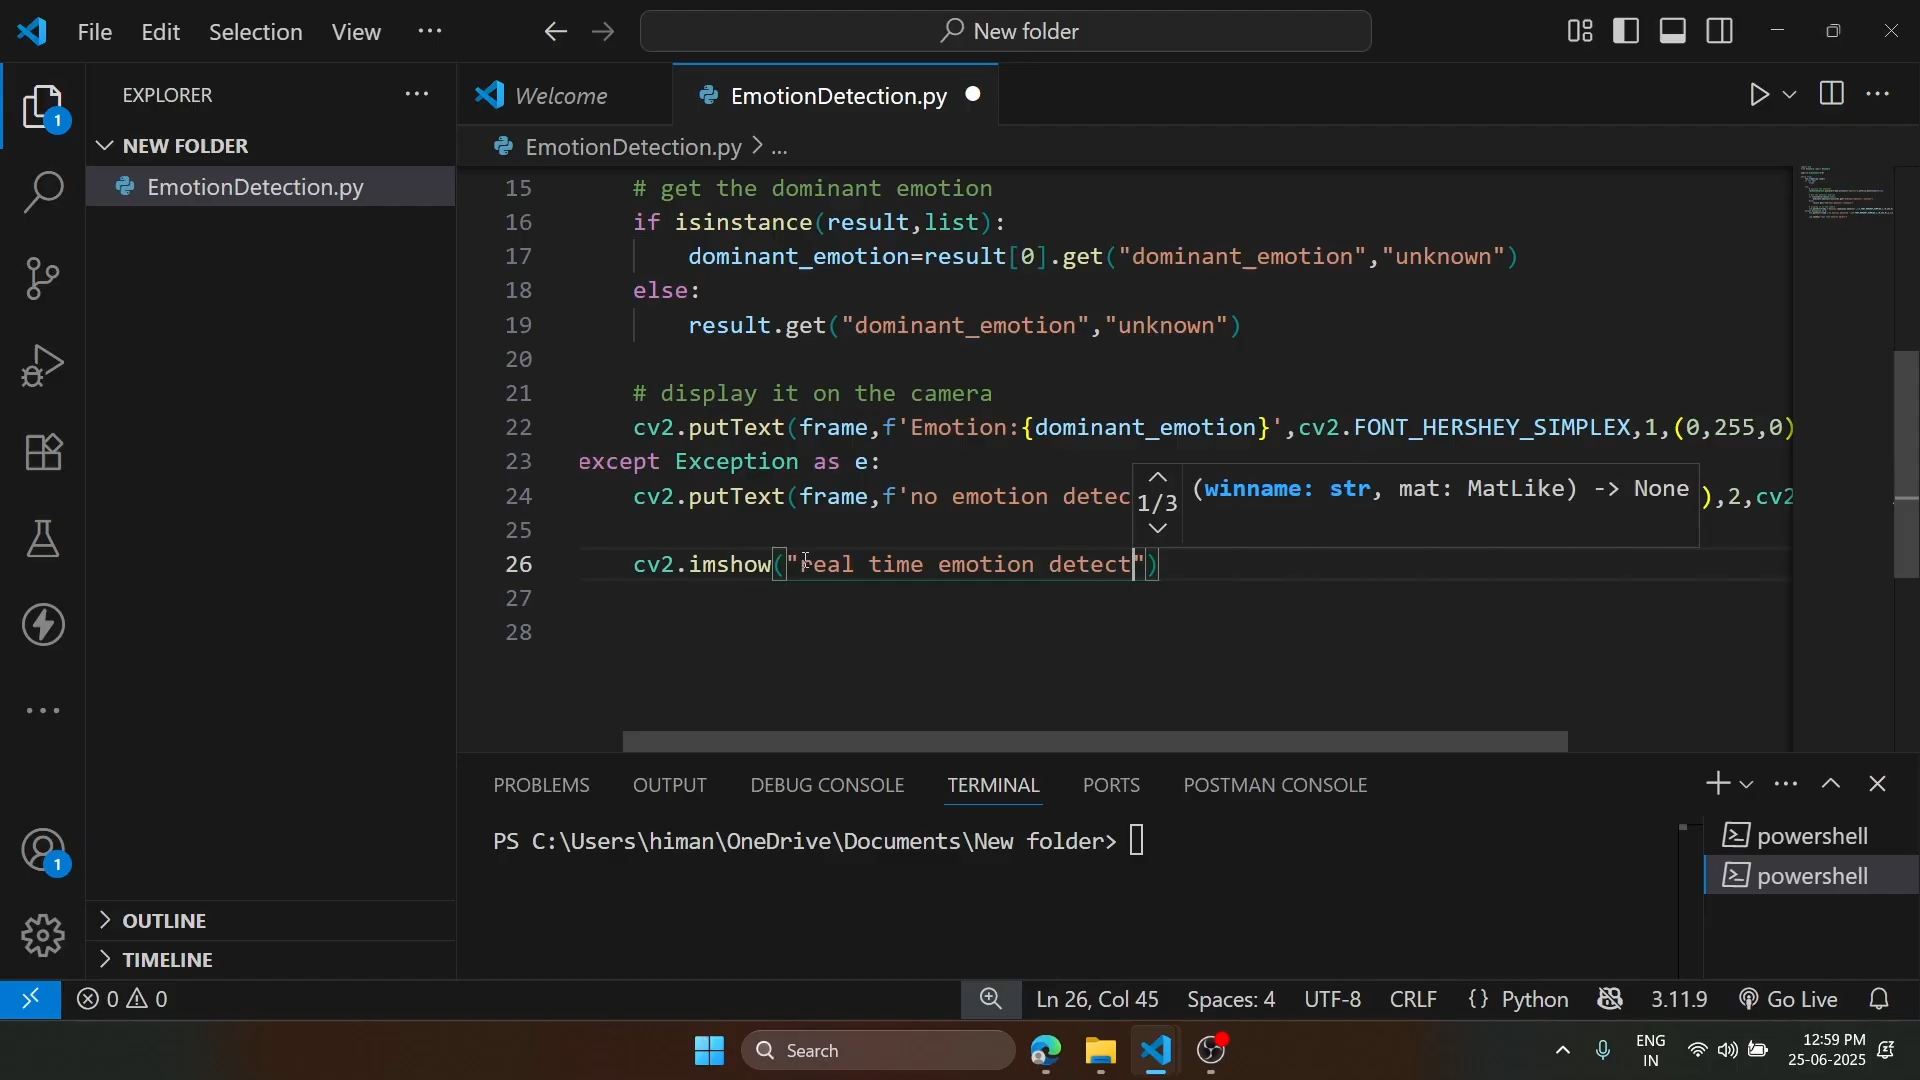 File Edit Selection View ... New folder
EXPLORER ...
Welcome EmotionDetection.py
NEW FOLDER
EmotionDetection.py
EmotionDetection.py > ...
15 # get the dominant emotion
16 if isinstance(result,list):
17 dominant_emotion=result[0].get("dominant_emotion","unknown")
18 else:
19 result.get("dominant_emotion","unknown")
20
21 # display it on the camera
22 cv2.putText(frame,f'Emotion:{dominant_emotion}',cv2.FONT_HERSHEY_SIMPLEX,1,(0,255,0)
23 except Exception as e:
24 cv2.putText(frame,f'no emotion detec ),2,cv2
1/3 (winname: str, mat: MatLike) -> None
25
26 cv2.imshow("real time emotion detect")
27
28
PROBLEMS OUTPUT DEBUG CONSOLE TERMINAL PORTS POSTMAN CONSOLE
PS C:\Users\himan\OneDrive\Documents\New folder>
powershell
powershell
1
1
OUTLINE
TIMELINE
0 0 Ln 26, Col 45 Spaces: 4 UTF-8 CRLF {} Python 3.11.9 Go Live
Search
ENG
IN
12:59 PM
25-06-2025